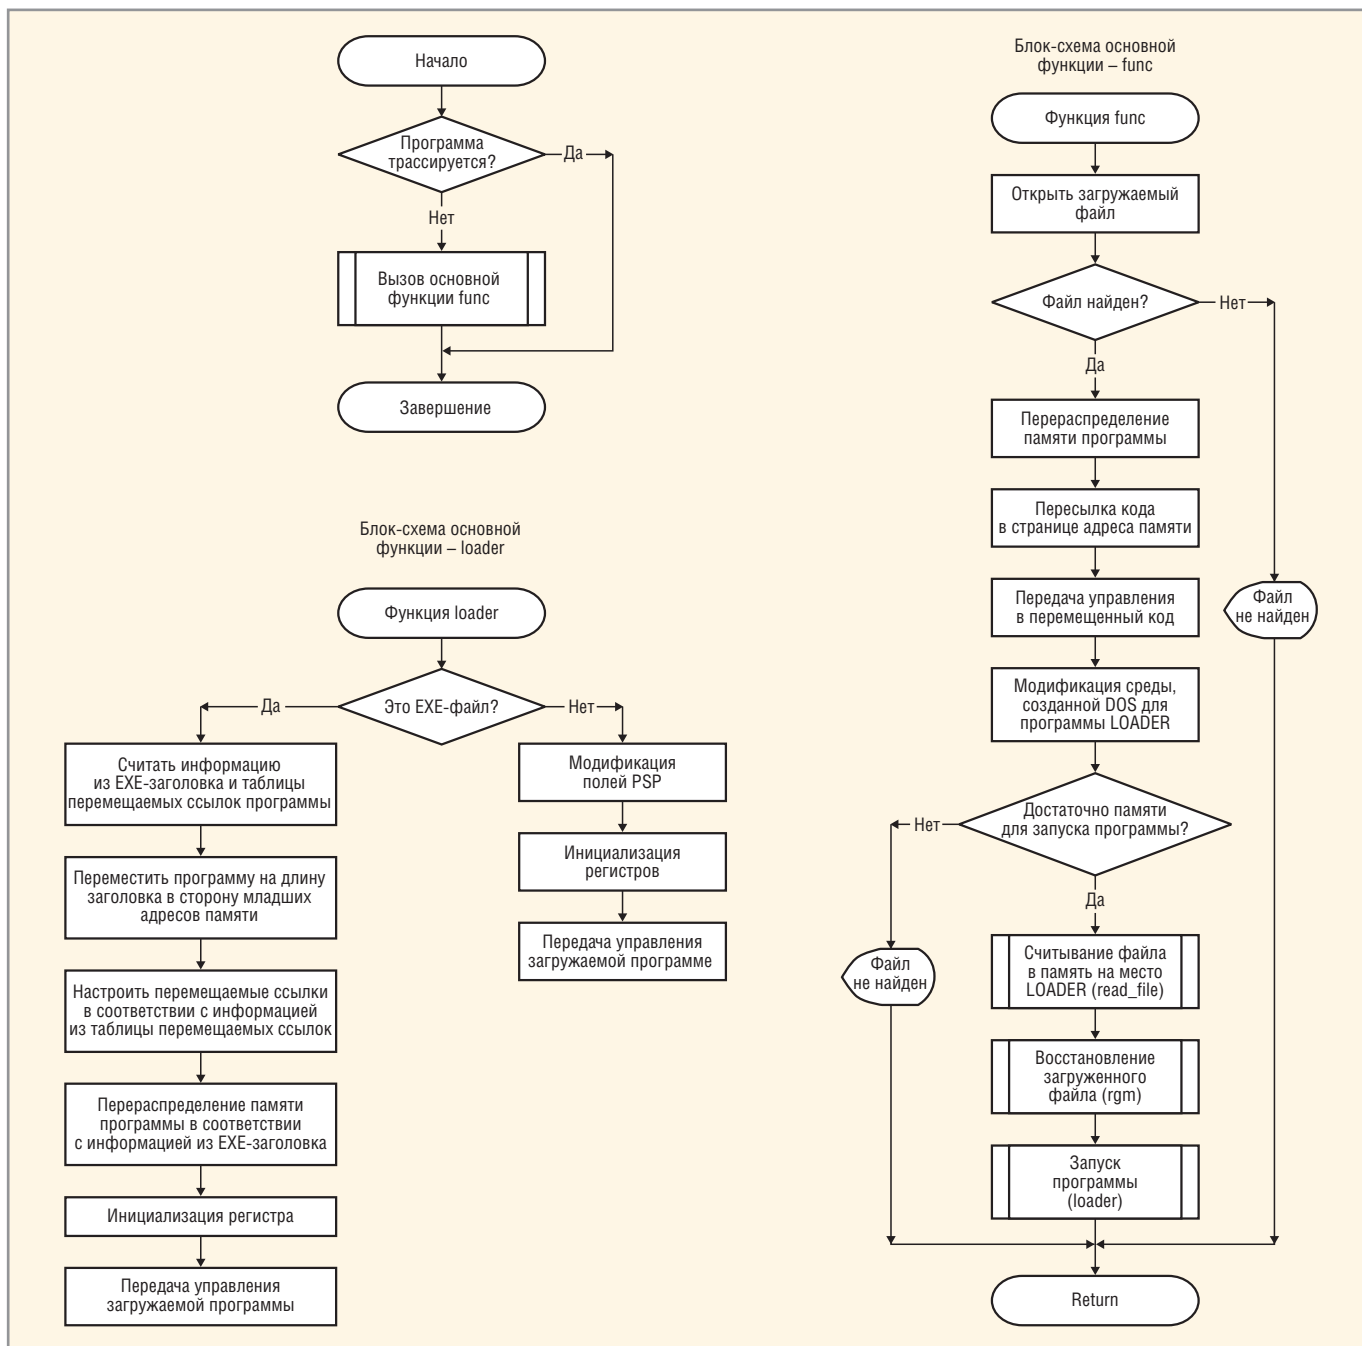 Начало
Программа
трассируется?
Да
Нет
Вызов основной
функции func
Завершение
Блок-схема основной
функции – loader
Функция loader
Это EXE-файл?
Да
Нет
Считать информацию
из EXE-заголовка и таблицы
перемещаемых ссылок программы
Переместить программу на длину
заголовка в сторону младших
адресов памяти
Настроить перемещаемые ссылки
в соответствии с информацией
из таблицы перемещаемых ссылок
Перераспределение памяти
программы в соответствии
с информацией из EXE-заголовка
Инициализация регистра
Передача управления
загружаемой программы
Модификация
полей PSP
Инициализация
регистров
Передача управления
загружаемой программе
Блок-схема основной
функции – func
Функция func
Открыть загружаемый
файл
Файл найден?
Нет
Да
Перераспределение
памяти программы
Пересылка кода
в странице адреса памяти
Передача управления
в перемещенный код
Файл
не найден
Модификация среды,
созданной DOS для
программы LOADER
Достаточно памяти
для запуска программы?
Нет
Да
Файл
не найден
Считывание файла
в память на место
LOADER (read_file)
Восстановление
загруженного
файла (rgm)
Запуск
программы
(loader)
Return